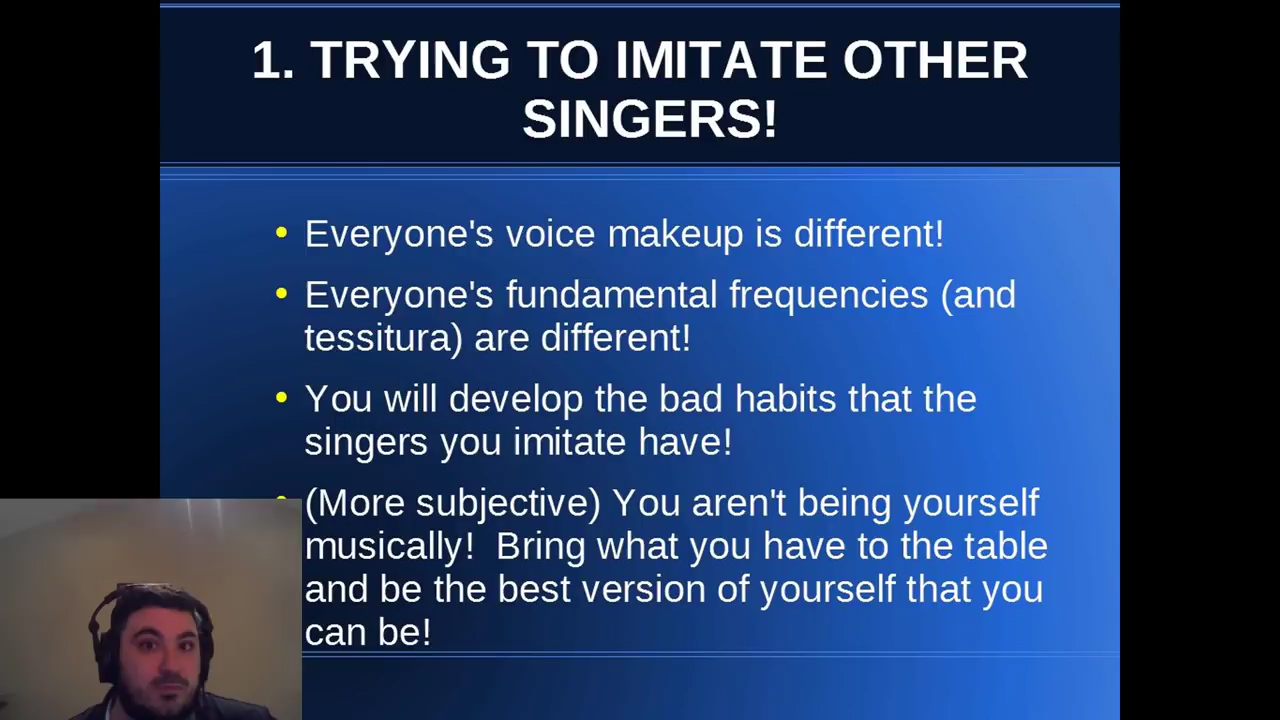 1. TRYING TO IMITATE OTHER
SINGERS!
• Everyone's voice makeup is different!
• Everyone's fundamental frequencies (and
tessitura) are different!
• You will develop the bad habits that the
singers you imitate have!
• (More subjective) You aren't being yourself
musically!  Bring what you have to the table
and be the best version of yourself that you
can be!